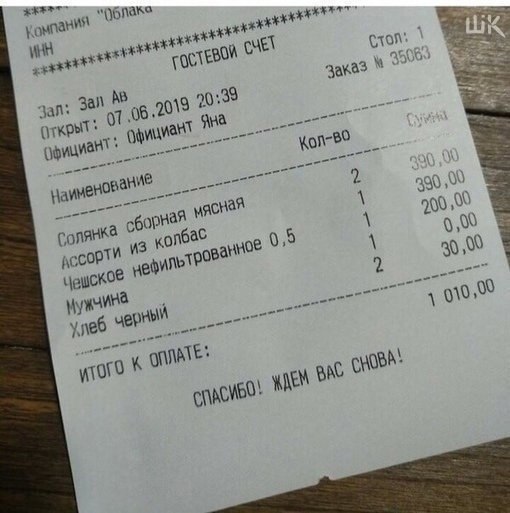 ШК
Компания "Облака
ИНН
ГОСТЕВОЙ СЧЕТ
Зал: Зал Ав Стол: 1
Открыт: 07.06.2019 20:39 Заказ № 35063
Официант: Официант Яна
Наименование Кол-во Сумма
Солянка сборная мясная 2 390,00
Ассорти из колбас 1 390,00
Чешское нефильтрованное 0,5 1 200,00
Мужчина 1 0,00
Хлеб черный 2 30,00
ИТОГО К ОПЛАТЕ: 1 010,00
СПАСИБО! ЖДЕМ ВАС СНОВА!